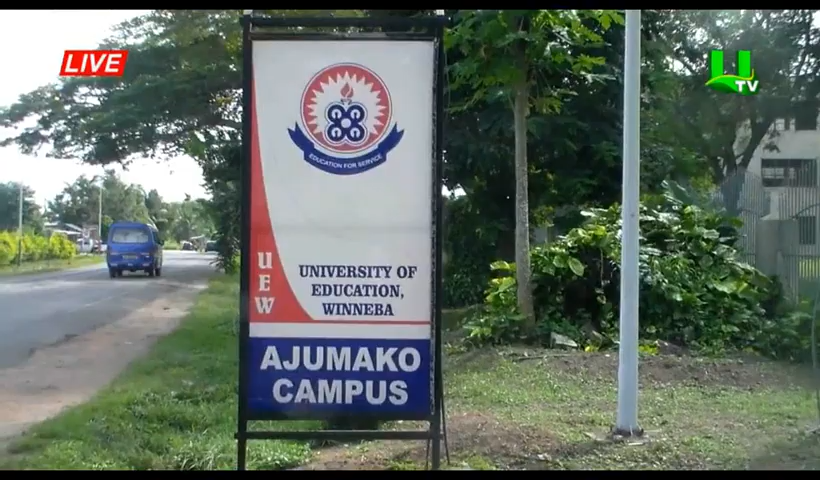 LIVE
U
TV
EDUCATION FOR SERVICE
UEW
UNIVERSITY OF
EDUCATION,
WINNEBA
AJUMAKO
CAMPUS